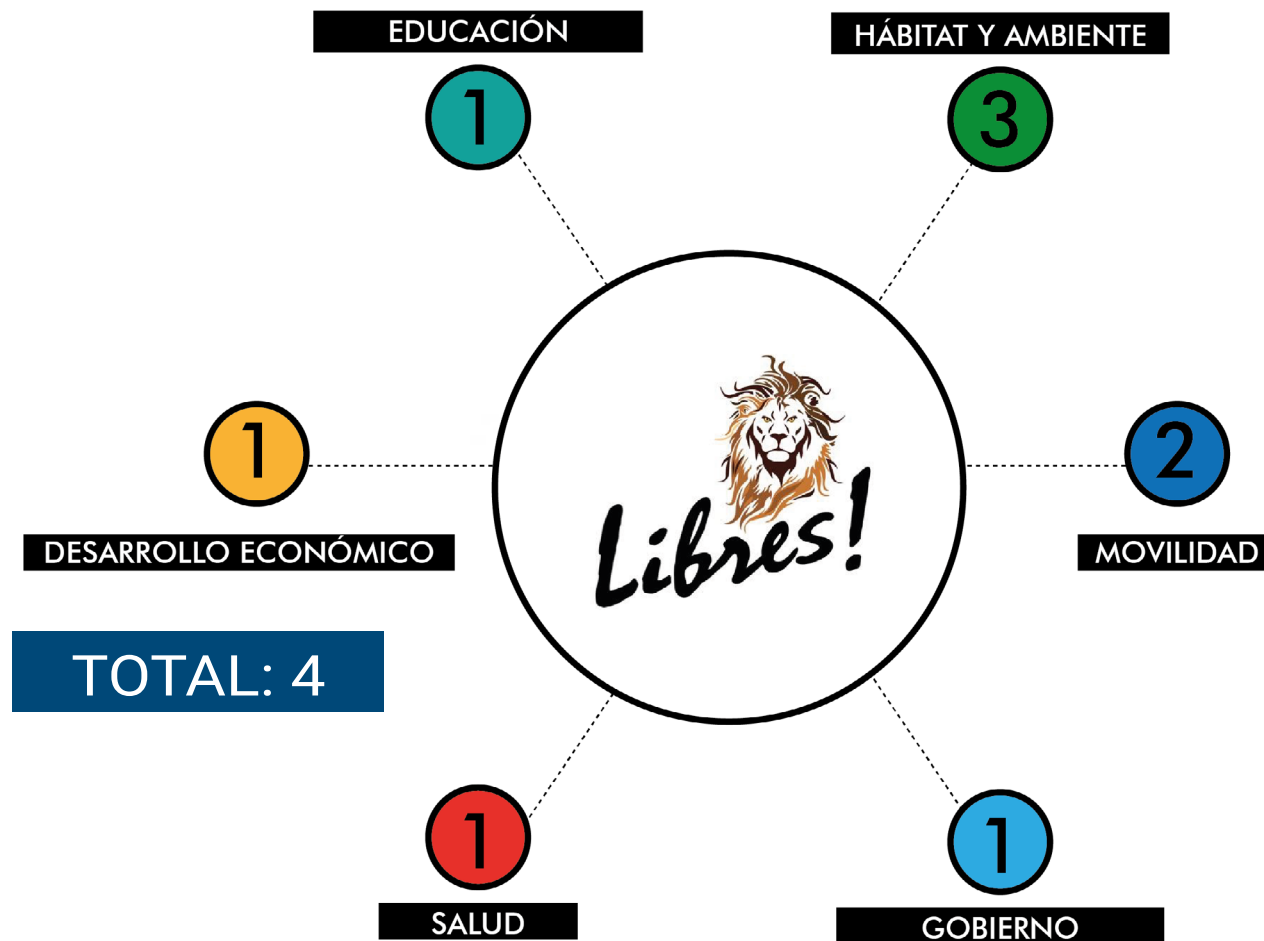 EDUCACIÓN
1
HÁBITAT Y AMBIENTE
3
1
DESARROLLO ECONÓMICO
Libres!
2
MOVILIDAD
TOTAL: 4
1
SALUD
1
GOBIERNO